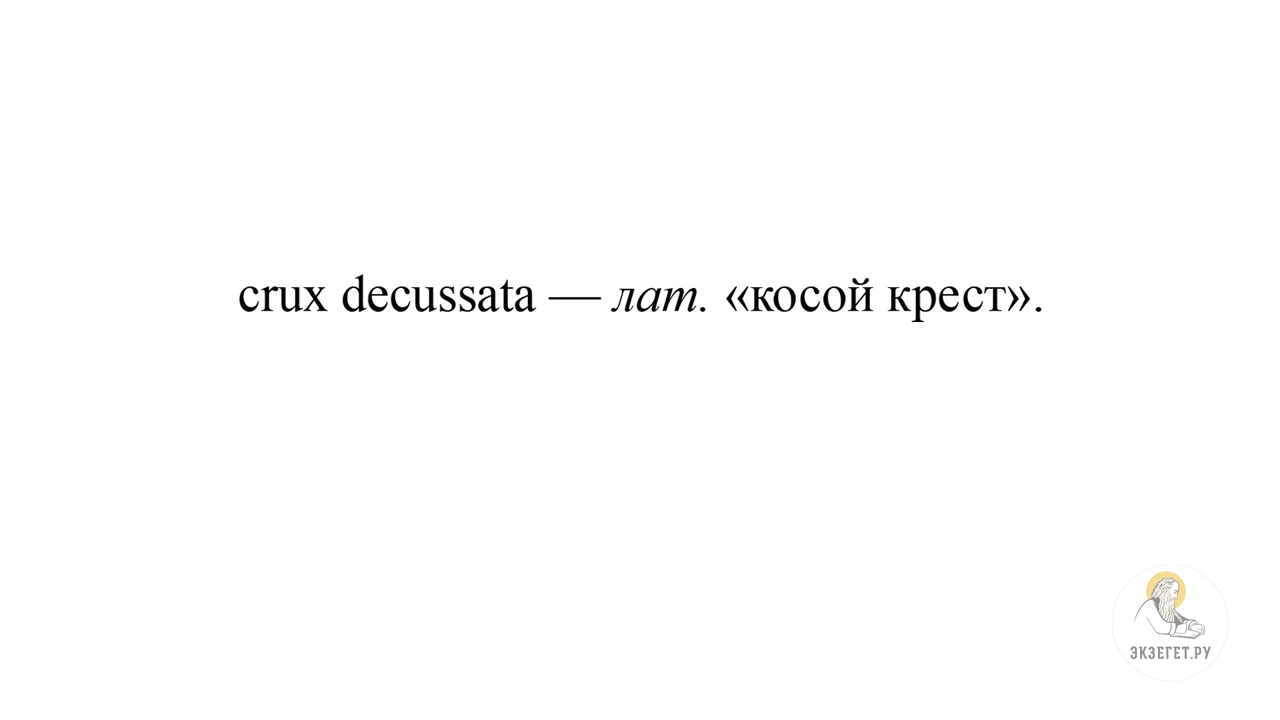 crux decussata — лат. «косой крест».
ЭКЗЕГЕТ.РУ